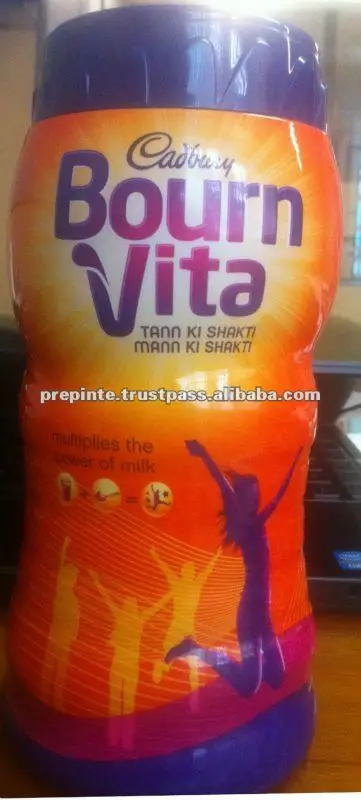 Cadbury
Bourn
Vita
TANN KI SHAKTI
MANN KI SHAKTI
prepinte.trustpass.alibaba.com
multiplies the
power of milk